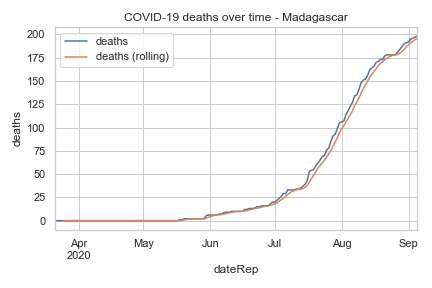 COVID-19 deaths over time - Madagascar
deaths
deaths (rolling)
200
175
150
125
100
75
50
25
0
deaths
Apr May Jun Jul Aug Sep
2020
dateRep